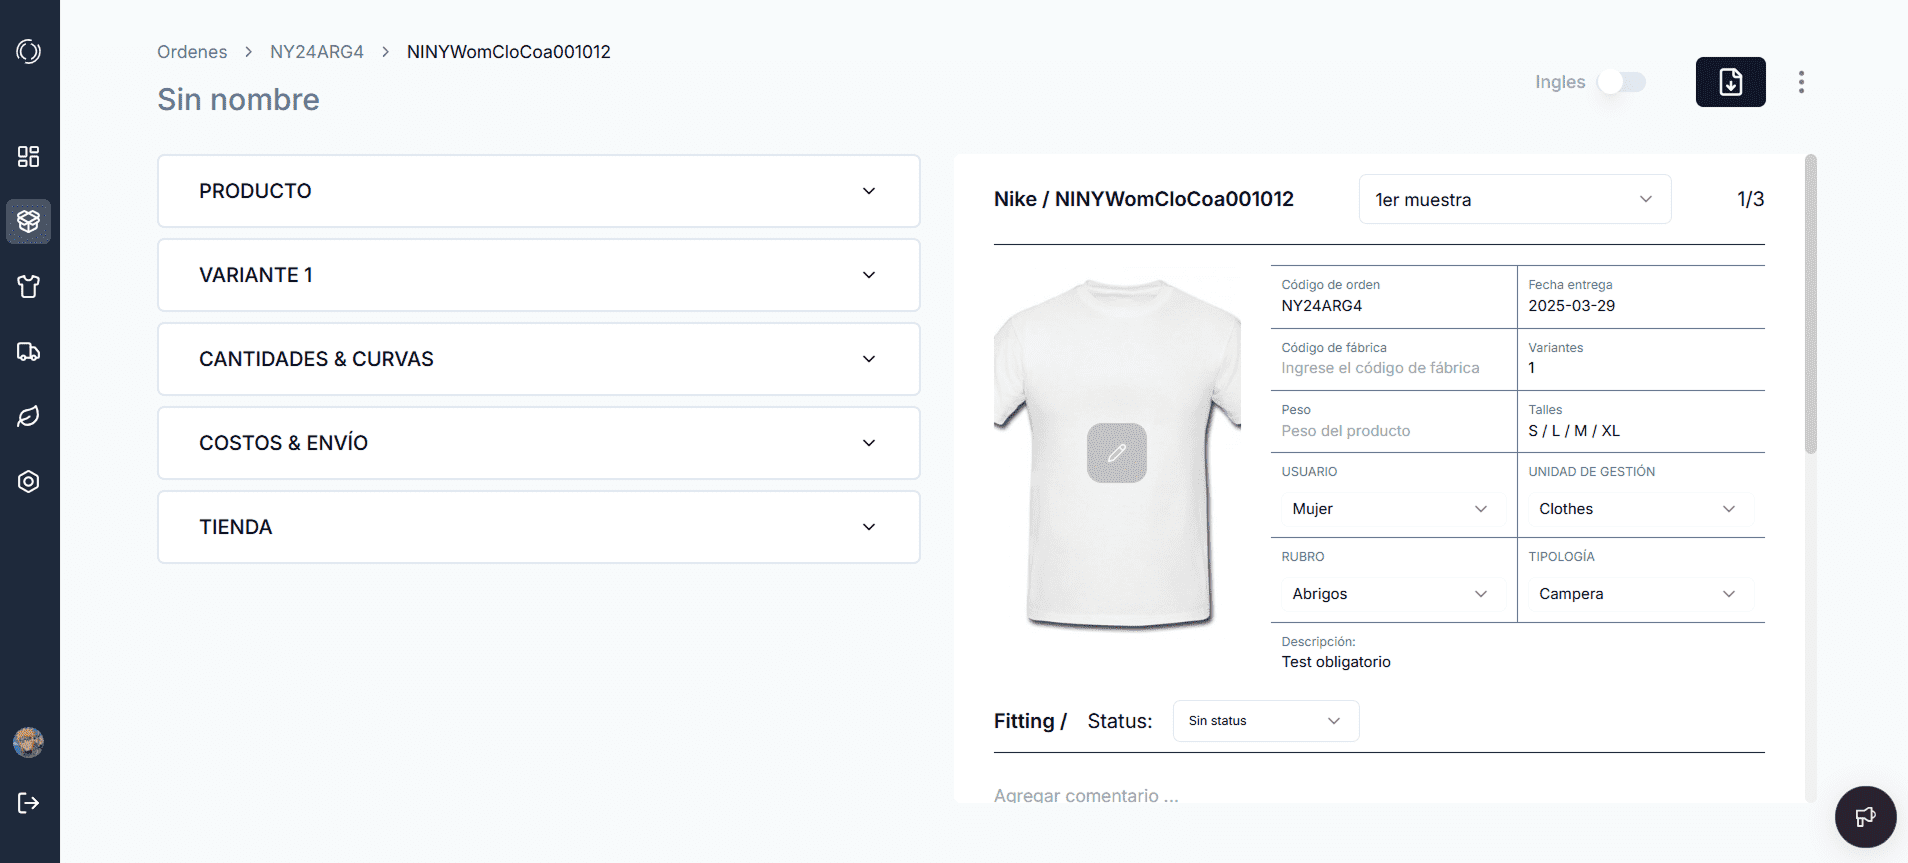 Ordenes > NY24ARG4 > NINYWomCloCoa001012
Sin nombre
Ingles
PRODUCTO
VARIANTE 1
CANTIDADES & CURVAS
COSTOS & ENVÍO
TIENDA
Nike / NINYWomCloCoa001012
1er muestra
1/3
Código de orden
NY24ARG4
Fecha entrega
2025-03-29
Código de fábrica
Ingrese el código de fábrica
Variantes
1
Peso
Peso del producto
Talles
S / L / M / XL
USUARIO
Mujer
UNIDAD DE GESTIÓN
Clothes
RUBRO
Abrigos
TIPOLOGÍA
Campera
Descripción:
Test obligatorio
Fitting / Status:
Sin status
Agregar comentario ...